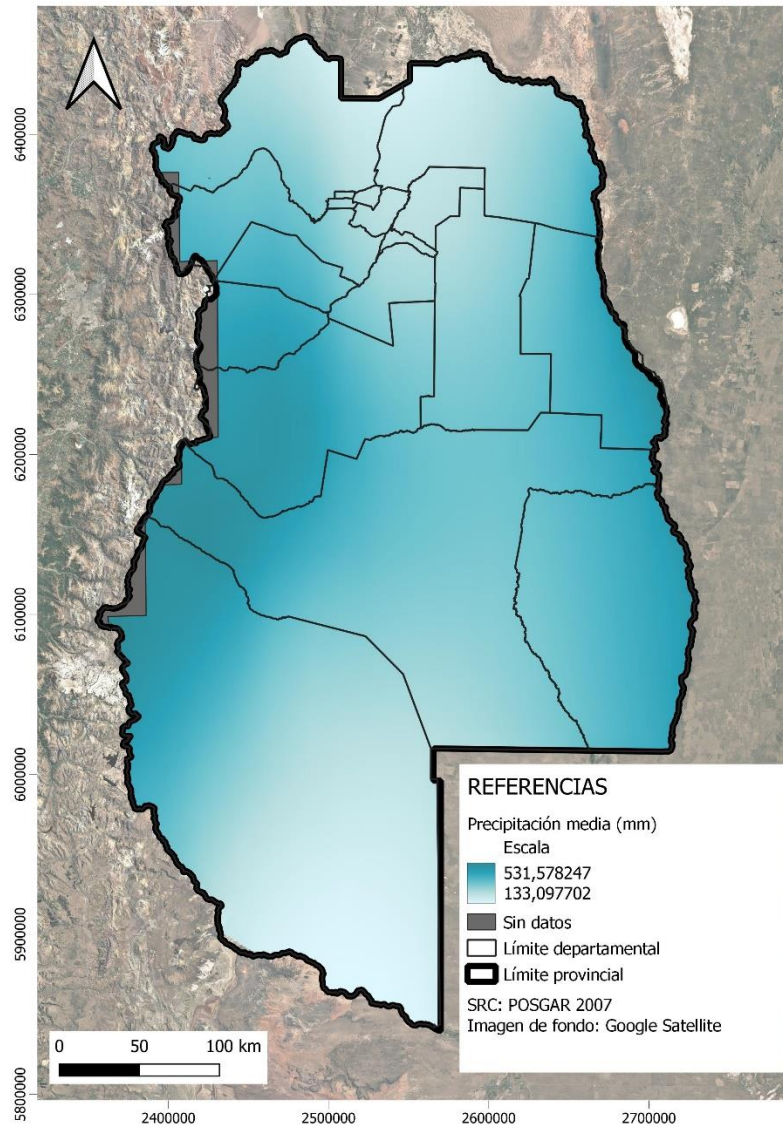 6400000
6300000
6200000
6100000
6000000
5900000
5800000
REFERENCIAS
Precipitación media (mm)
Escala
531,578247
133,097702
Sin datos
Límite departamental
Límite provincial
SRC: POSGAR 2007
Imagen de fondo: Google Satellite
0 50 100 km
2400000 2500000 2600000 2700000